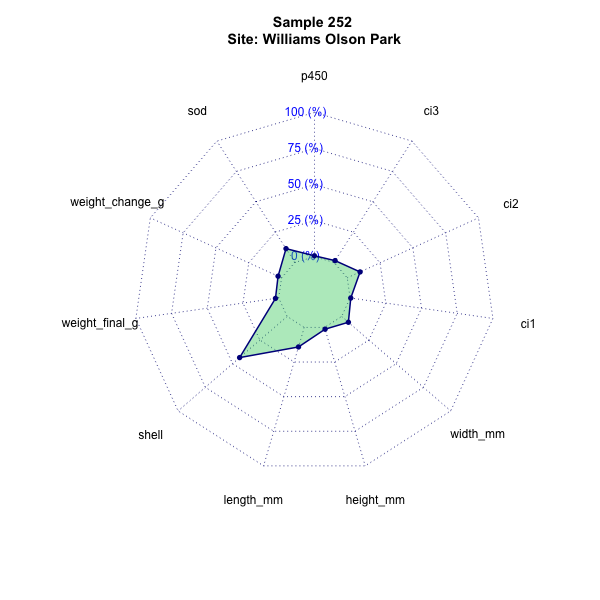 Sample 252
Site: Williams Olson Park
p450
ci3
sod
100 (%)
75 (%)
50 (%)
25 (%)
0 (%)
weight_change_g
ci2
weight_final_g
ci1
shell
width_mm
length_mm
height_mm